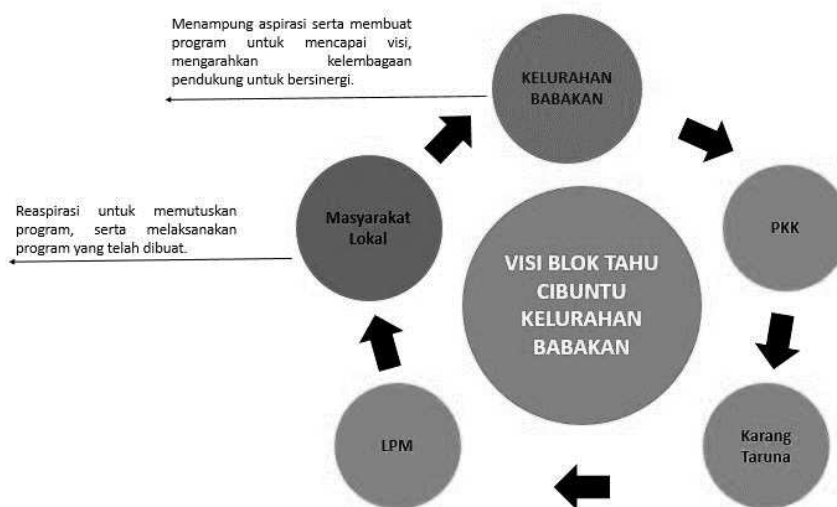 Menampung aspirasi serta membuat
program untuk mencapai visi,
mengarahkan kelembagaan
pendukung untuk bersinergi.
KELURAHAN
BABAKAN
Reaspirasi untuk memutuskan
program, serta melaksanakan
program yang telah dibuat.
Masyarakat
Lokal
PKK
VISI BLOK TAHU
CIBUNTU
KELURAHAN
BABAKAN
LPM
Karang
Taruna